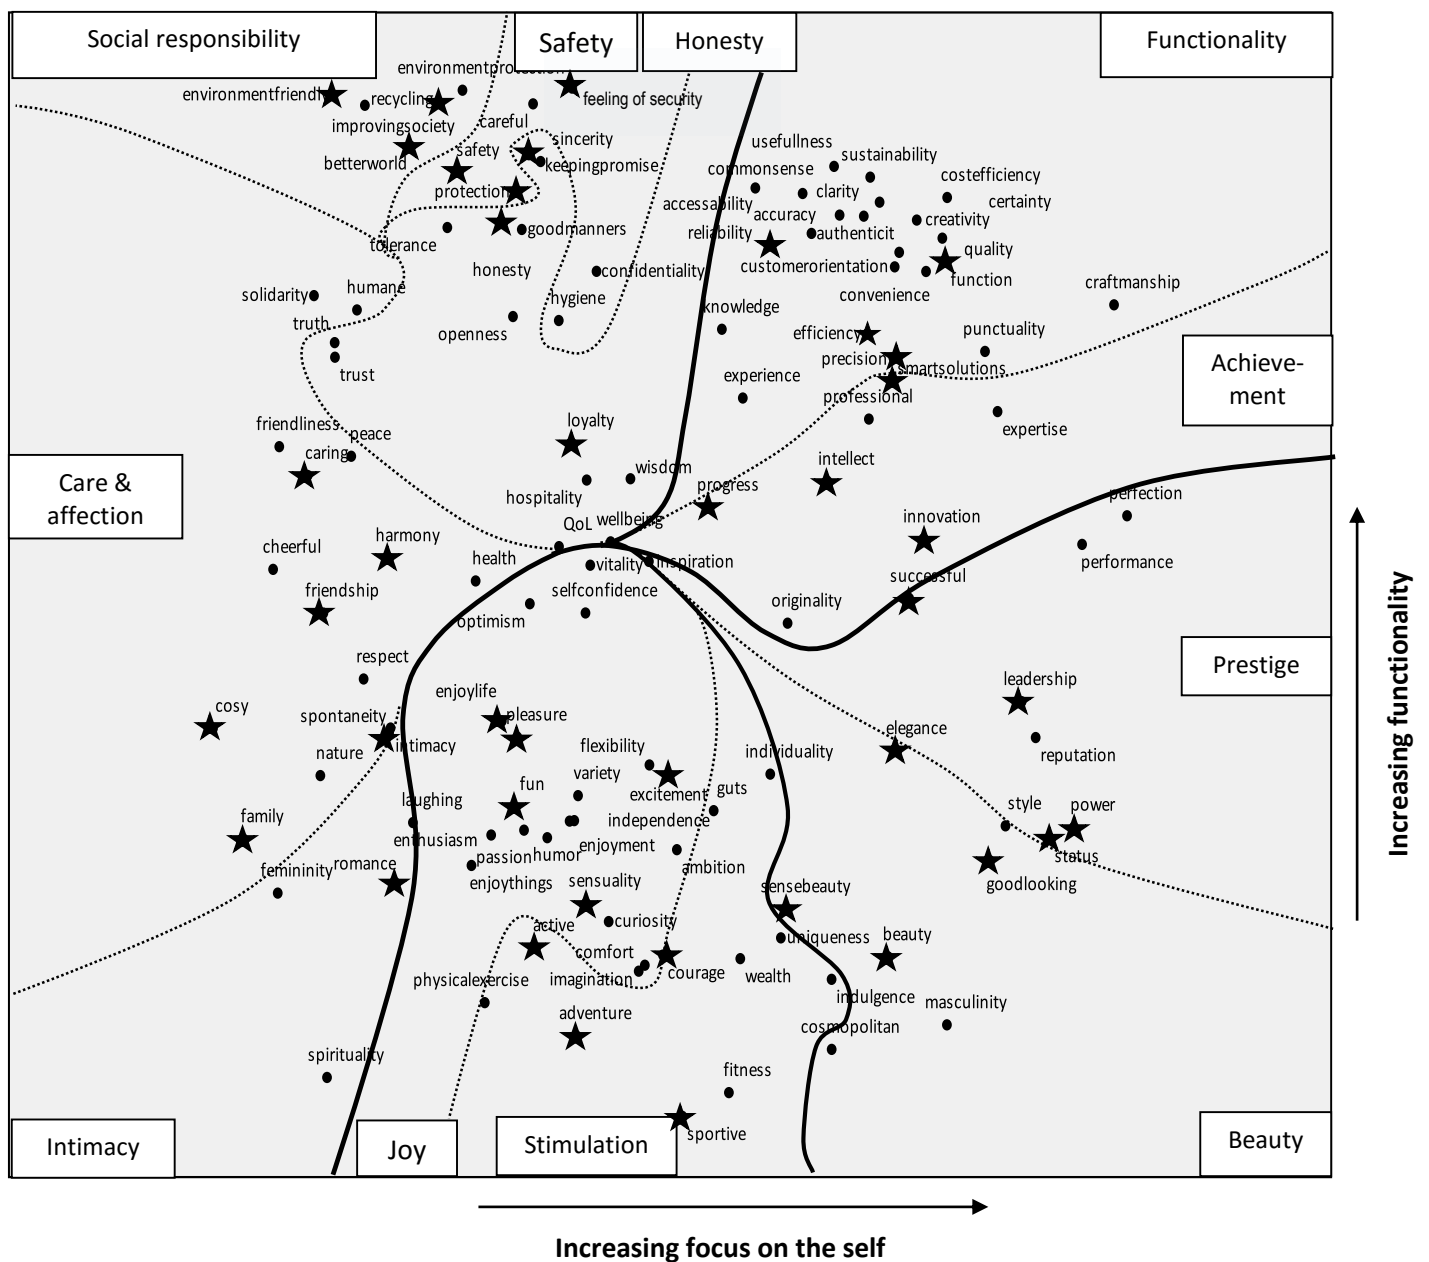 Social responsibility
Safety
Honesty
Functionality
environmentprotection
environmentfriendly
recycling
feeling of security
careful
improvingsociety
sincerity
usefullness
safety
sustainability
betterworld
keepingpromise
commonsense
costefficiency
protection
clarity
certainty
accessability
accuracy
creativity
goodmanners
reliability
authenticit
tolerance
quality
honesty
confidentiality
customerorientation
function
craftmanship
solidarity
humane
hygiene
convenience
knowledge
truth
openness
efficiency
punctuality
precision
smartsolutions
Achieve-
ment
trust
experience
professional
friendliness
peace
loyalty
expertise
caring
wisdom
intellect
Care &
affection
hospitality
progress
perfection
QoL
wellbeing
innovation
harmony
cheerful
health
vitality
inspiration
performance
successful
friendship
selfconfidence
originality
optimism
respect
Prestige
leadership
enjoylife
cosy
spontaneity
pleasure
elegance
intimacy
nature
flexibility
individuality
reputation
fun
variety
excitement
guts
laughing
style
power
family
enthusiasm
independence
enjoyment
passion
humor
status
femininity
romance
ambition
enjoythings
sensuality
sensebeauty
goodlooking
active
curiosity
uniqueness
beauty
comfort
physicalexercise
imagination
courage
wealth
indulgence
masculinity
adventure
cosmopolitan
spirituality
fitness
sportive
Intimacy
Joy
Stimulation
Beauty
Increasing functionality
Increasing focus on the self